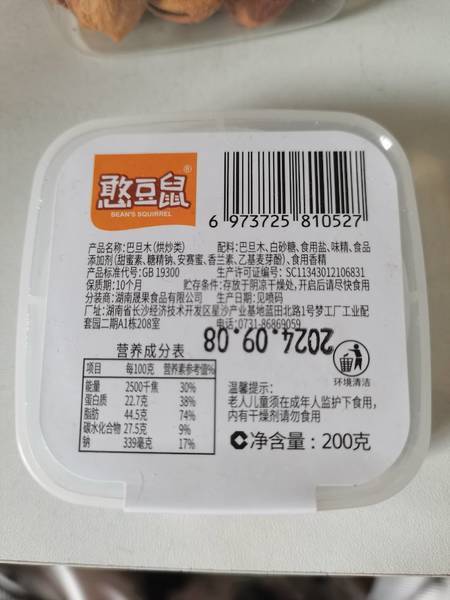 憨豆鼠®
BEAN'S SQUIRREL
6 973725 810527
产品名称:巴旦木(烘炒类) 配料:巴旦木、白砂糖、食用盐、味精、食品
添加剂(甜蜜素、糖精钠、安赛蜜、香兰素、乙基麦芽酚)、食用香精
产品标准代号:GB 19300 生产许可证编号: SC11343012106831
保质期:10个月 贮存条件:存放于阴凉干燥处,开启后请尽快食用
分装商:湖南晟果食品有限公司 生产日期:见喷码
厂址:湖南省长沙经济技术开发区星沙产业基地蓝田北路1号梦工厂工业配
套园二期A1栋208室 电话:0731-86869059
2024.09.08
营养成分表
项目 每100克 营养素参考值%
能量 2500千焦 30%
蛋白质 22.7克 38%
脂肪 44.5克 74%
碳水化合物 27.5克 9%
钠 339毫克 17%
环境清洁
温馨提示:
老人儿童须在成年人监护下食用,
内有干燥剂请勿食用
净含量:200克